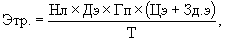 Этр. = Нл × Дэ × Гп × (Цэ + Зд.э) / Т,